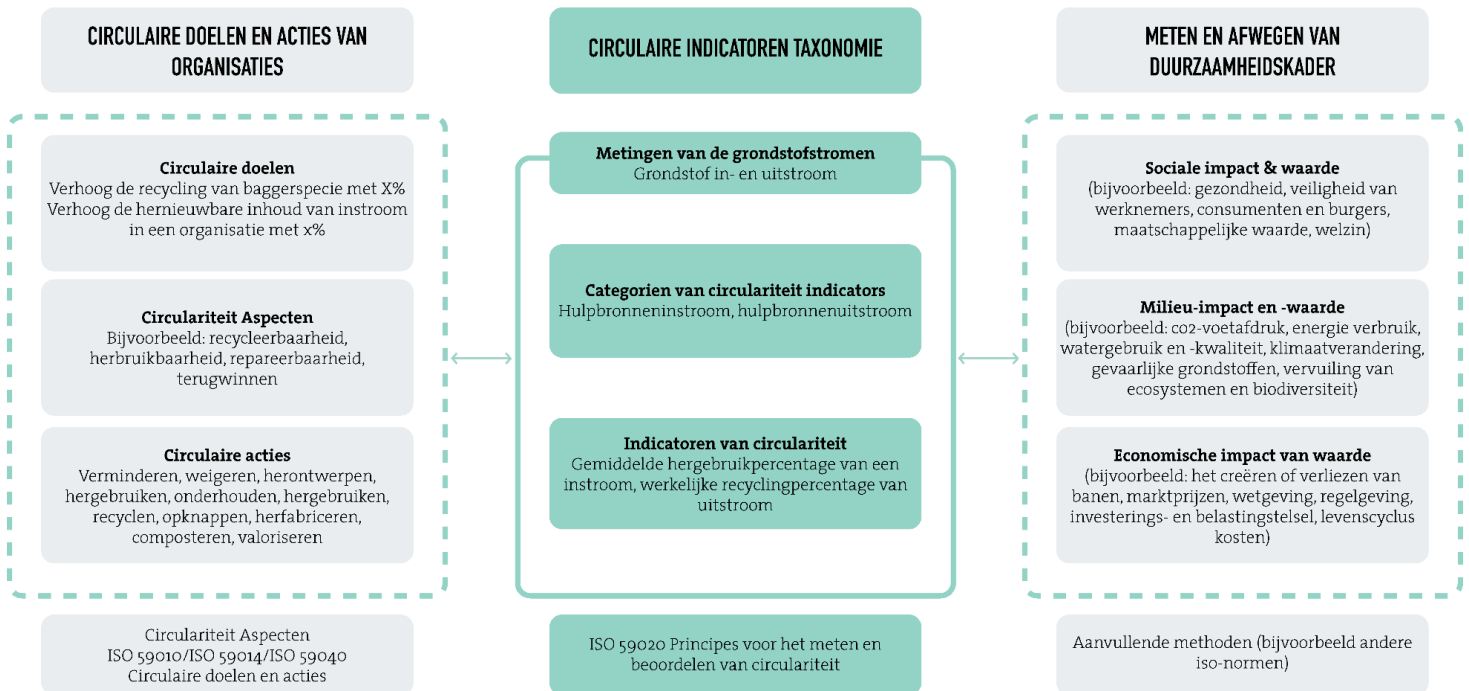 CIRCULAIRE DOELEN EN ACTIES VAN
ORGANISATIES
Circulaire doelen
Verhoog de recycling van baggerspecie met X%
Verhoog de hernieuwbare inhoud van instroom
in een organisatie met x%
Circulariteit Aspecten
Bijvoorbeeld: recycleerbaarheid,
herbruikbaarheid, repareerbaarheid,
terugwinnen
Circulaire acties
Verminderen, weigeren, herontwerpen,
hergebruiken, onderhouden, hergebruiken,
recyclen, opknappen, herfabriceren,
composteren, valoriseren
Circulariteit Aspecten
ISO 59010/ISO 59014/ISO 59040
Circulaire doelen en acties
CIRCULAIRE INDICATOREN TAXONOMIE
Metingen van de grondstofstromen
Grondstof in- en uitstroom
Categorien van circulariteit indicators
Hulpbronneninstroom, hulpbronnenuitstroom
Indicatoren van circulariteit
Gemiddelde hergebruikpercentage van een
instroom, werkelijke recyclingpercentage van
uitstroom
ISO 59020 Principes voor het meten en
beoordelen van circulariteit
METEN EN AFWEGEN VAN
DUURZAAMHEIDSKADER
Sociale impact & waarde
(bijvoorbeeld: gezondheid, veiligheid van
werknemers, consumenten en burgers,
maatschappelijke waarde, welzin)
Milieu-impact en -waarde
(bijvoorbeeld: co2-voetafdruk, energie verbruik,
watergebruik en -kwaliteit, klimaatverandering,
gevaarlijke grondstoffen, vervuiling van
ecosystemen en biodiversiteit)
Economische impact van waarde
(bijvoorbeeld: het creëren of verliezen van
banen, marktprijzen, wetgeving, regelgeving,
investerings- en belastingstelsel, levenscyclus
kosten)
Aanvullende methoden (bijvoorbeeld andere
iso-normen)